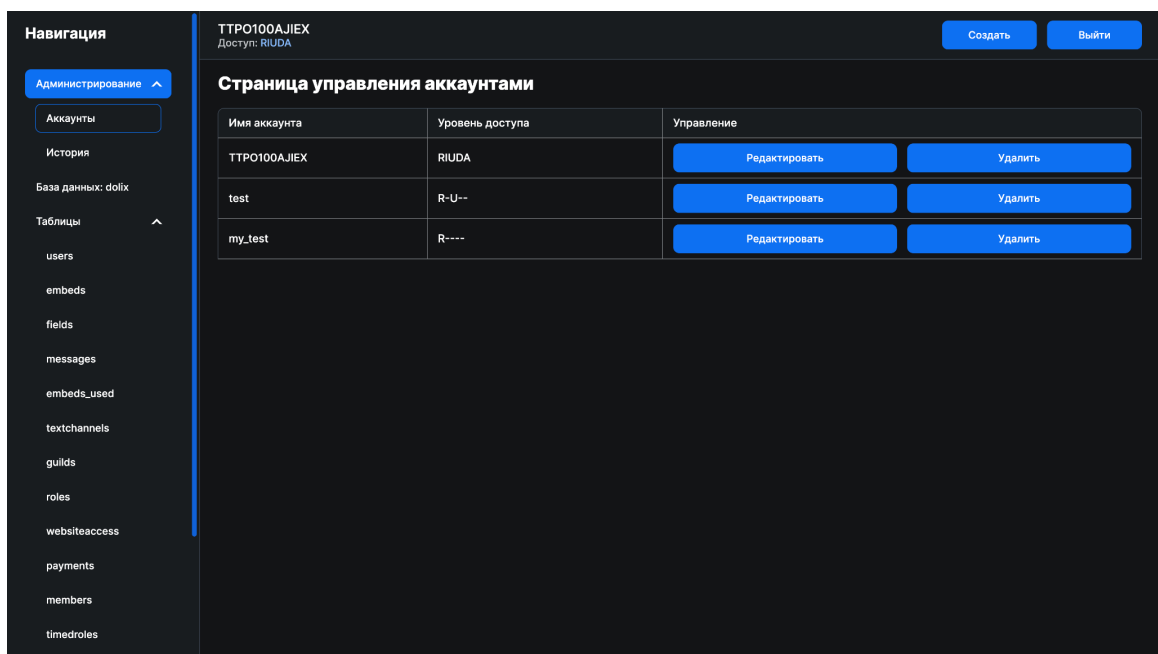 Навигация
Администрирование
Аккаунты
История
База данных: dolix
Таблицы
users
embeds
fields
messages
embeds_used
textchannels
guilds
roles
websiteaccess
payments
members
timedroles
TTPO100AJIEX
Доступ: RIUDA
Создать
Выйти
Страница управления аккаунтами
Имя аккаунта Уровень доступа Управление
TTPO100AJIEX RIUDA Редактировать Удалить
test R-U-- Редактировать Удалить
my_test R---- Редактировать Удалить